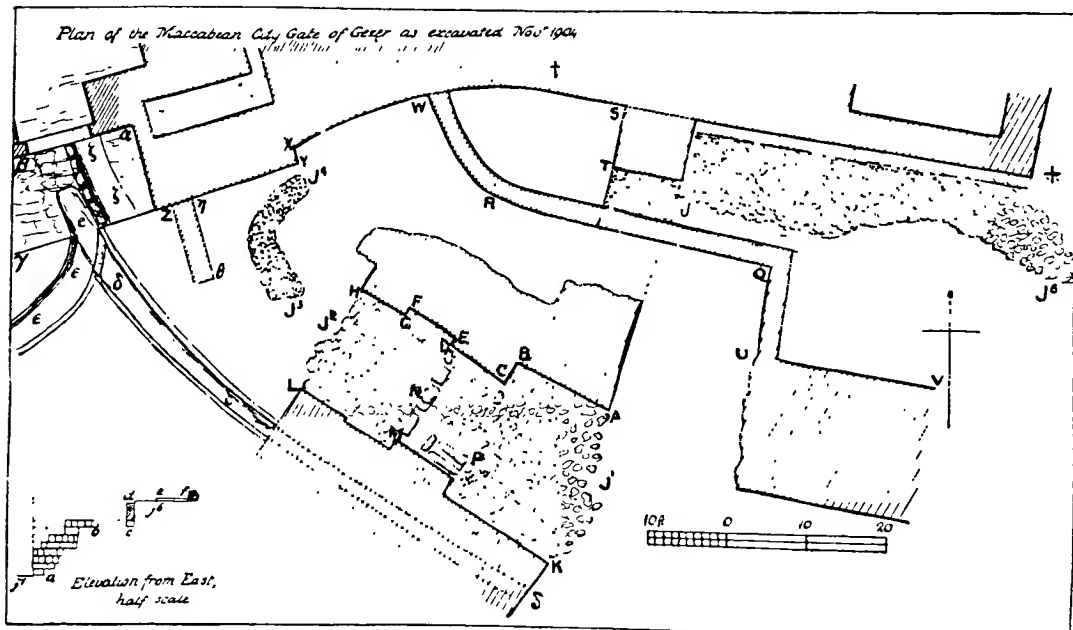 Plan of the Maccabean City Gate of Gezer as excavated Novr 1904
†
W
S
X
Y
J4
T
J
R
Q
J6
α
β
ζ
ζ
Σ
η
θ
γ
e
ε
ε
δ
J3
J2
H
F
G
E
D
B
C
A
U
V
L
N
M
P
J1
K
δ
10 ft 0 10 20
d e f
c
b
a
Elevation from East,
half scale